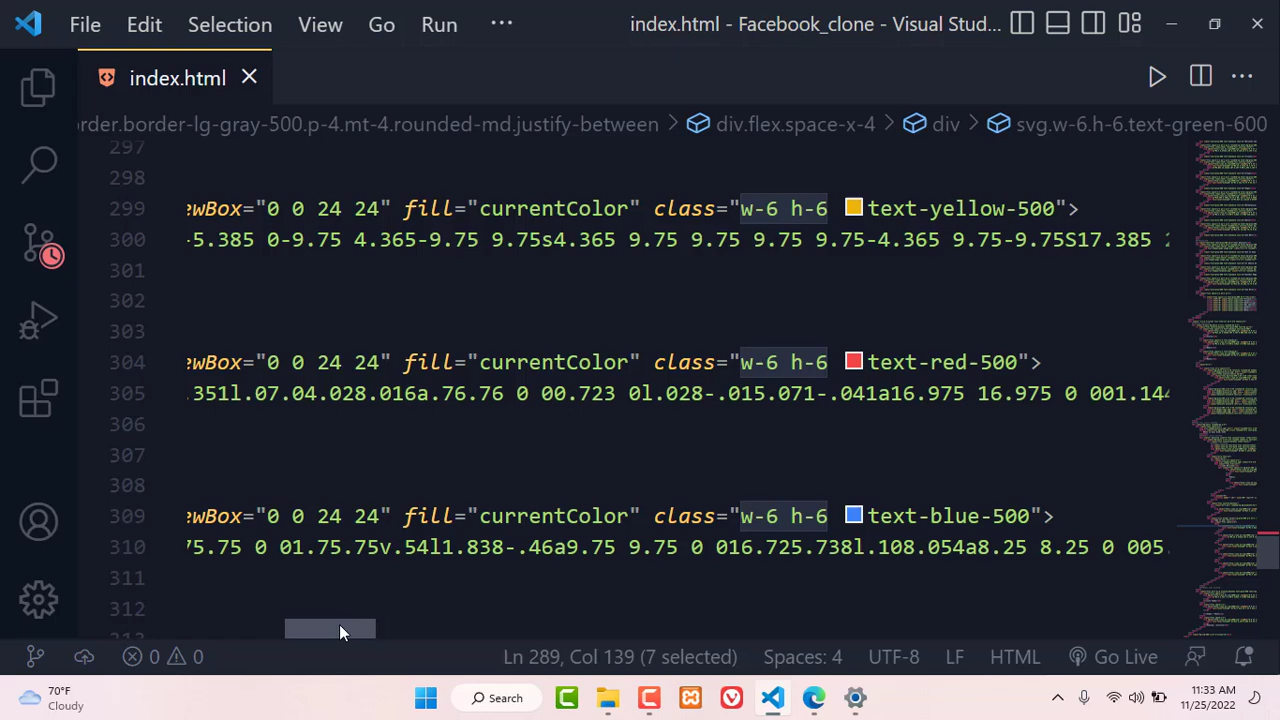 File Edit Selection View Go Run ··· index.html - Facebook_clone - Visual Stud...
index.html
rder.border-lg-gray-500.p-4.mt-4.rounded-md.justify-between > div.flex.space-x-4 > div > svg.w-6.h-6.text-green-600
297
298
299 ewBox="0 0 24 24" fill="currentColor" class="w-6 h-6 text-yellow-500">
300 -5.385 0-9.75 4.365-9.75 9.75S4.365 9.75 9.75 9.75 9.75-4.365 9.75-9.75S17.385
301
302
303
304 ewBox="0 0 24 24" fill="currentColor" class="w-6 h-6 text-red-500">
305 .351l.07.04.028.016a.76.76 0 00.723 0l.028-.015.071-.041a16.975 16.975 0 001.144
306
307
308
309 ewBox="0 0 24 24" fill="currentColor" class="w-6 h-6 text-blue-500">
310 75.75 0 01.75.75v.54l1.838-.46a9.75 9.75 0 016.725.738l.108.054a8.25 8.25 0 005.
311
312
313
0 0 Ln 289, Col 139 (7 selected) Spaces: 4 UTF-8 LF HTML Go Live
70°F
Cloudy
Search
11:33 AM
11/25/2022